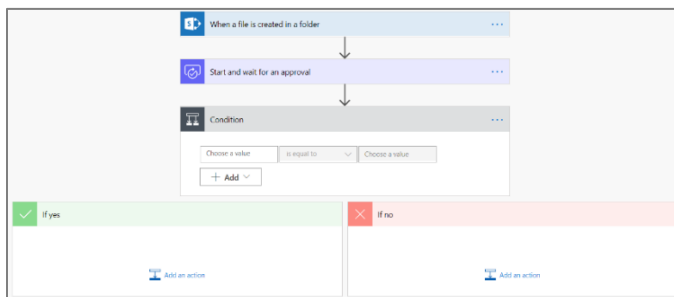 When a file is created in a folder
Start and wait for an approval
Condition
Choose a value is equal to Choose a value
Add
If yes If no
Add an action Add an action